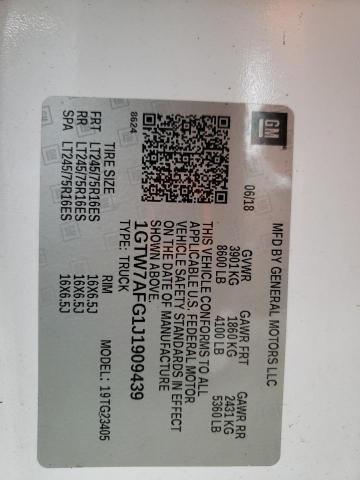 GM
MFD BY GENERAL MOTORS LLC
06/18
GVWR GAWR FRT GAWR RR
3901 KG 1860 KG 2431 KG
8600 LB 4100 LB 5360 LB
THIS VEHICLE CONFORMS TO ALL
APPLICABLE U.S. FEDERAL MOTOR
VEHICLE SAFETY STANDARDS IN EFFECT
ON THE DATE OF MANUFACTURE
SHOWN ABOVE.
1GTW7AFG1J1909439
TYPE: TRUCK
8624
MODEL: 19TG23405
TIRE SIZE RIM
FRT LT245/75R16ES 16X6.5J
RR LT245/75R16ES 16X6.5J
SPA LT245/75R16ES 16X6.5J